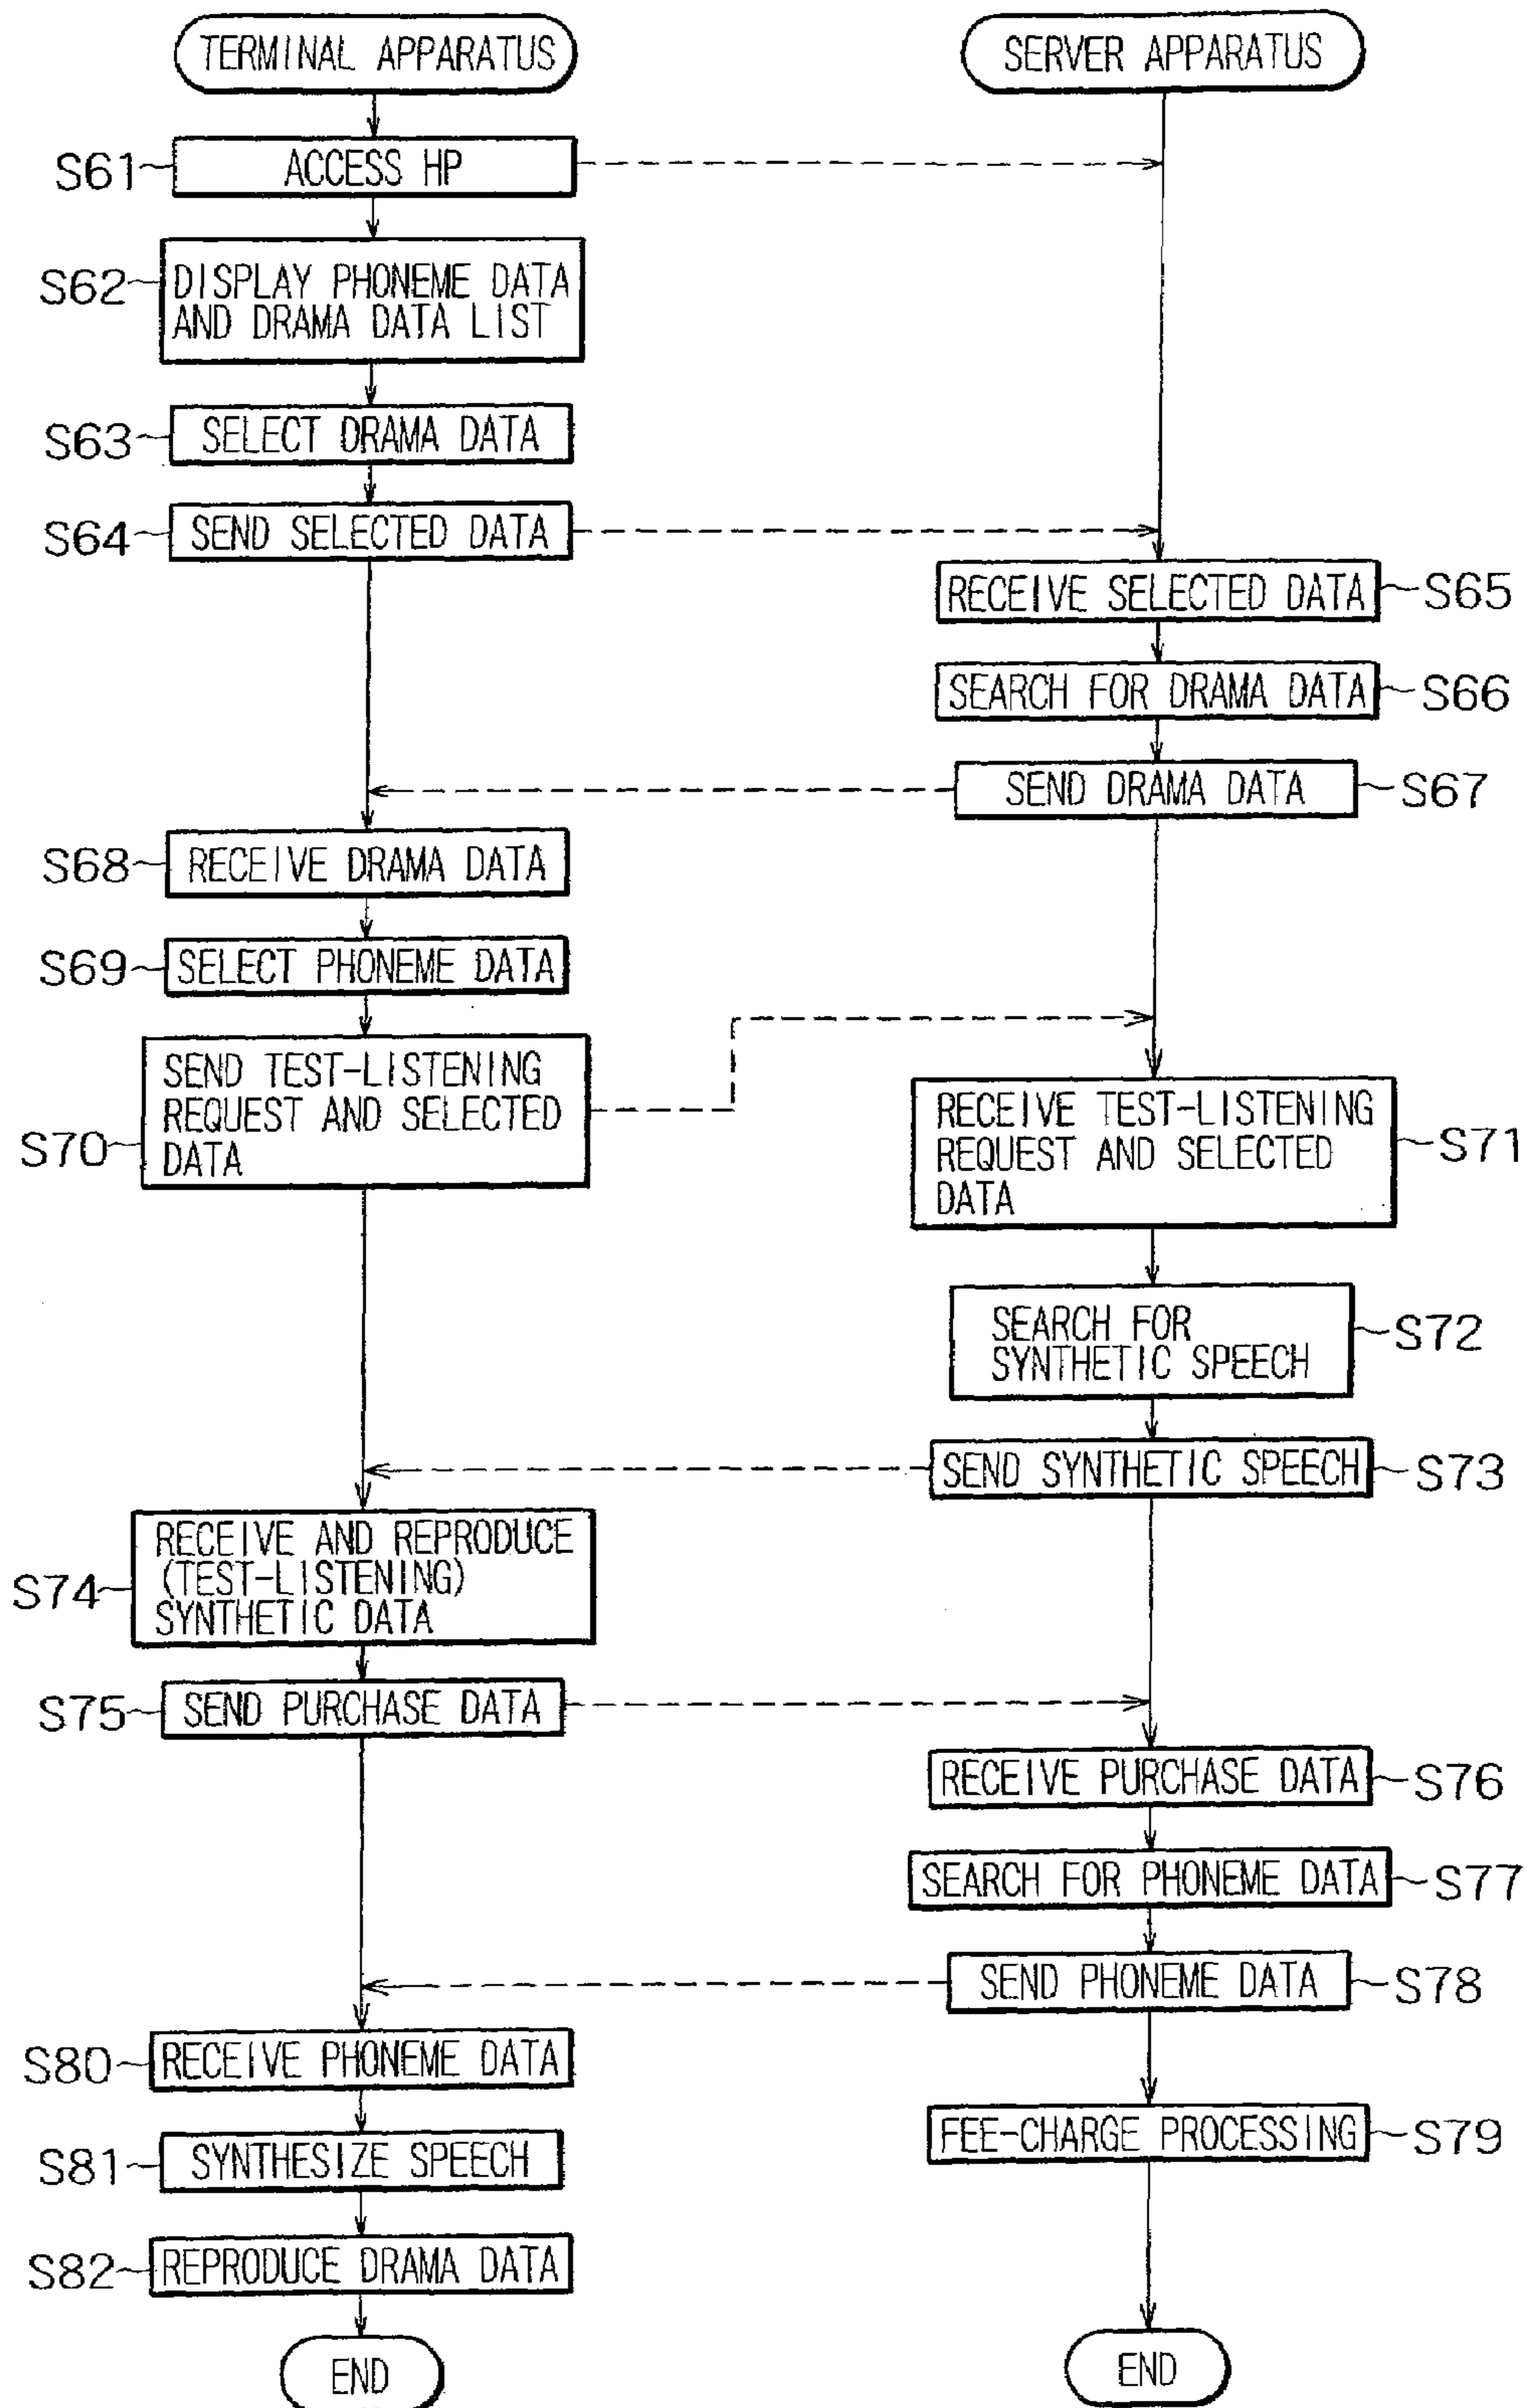 TERMINAL APPARATUS
SERVER APPARATUS
S61
ACCESS HP
S62
DISPLAY PHONEME DATA
AND DRAMA DATA LIST
S63
SELECT DRAMA DATA
S64
SEND SELECTED DATA
RECEIVE SELECTED DATA
S65
SEARCH FOR DRAMA DATA
S66
SEND DRAMA DATA
S67
S68
RECEIVE DRAMA DATA
S69
SELECT PHONEME DATA
S70
SEND TEST-LISTENING
REQUEST AND SELECTED
DATA
RECEIVE TEST-LISTENING
REQUEST AND SELECTED
DATA
S71
SEARCH FOR
SYNTHETIC SPEECH
S72
SEND SYNTHETIC SPEECH
S73
S74
RECEIVE AND REPRODUCE
(TEST-LISTENING)
SYNTHETIC DATA
S75
SEND PURCHASE DATA
RECEIVE PURCHASE DATA
S76
SEARCH FOR PHONEME DATA
S77
SEND PHONEME DATA
S78
S80
RECEIVE PHONEME DATA
FEE-CHARGE PROCESSING
S79
S81
SYNTHESIZE SPEECH
S82
REPRODUCE DRAMA DATA
END
END